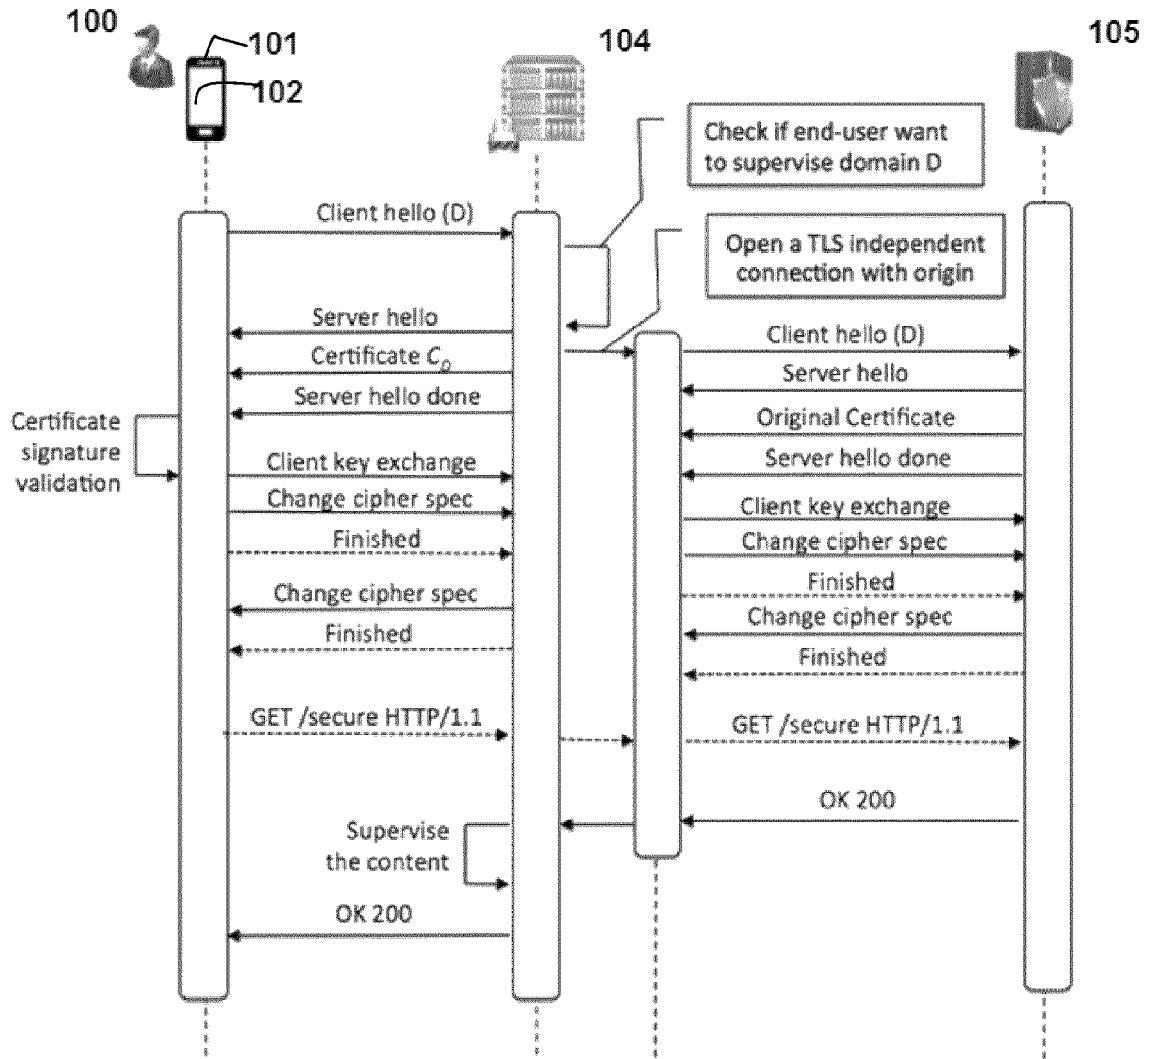 100
101
102
104
105
Check if end-user want
to supervise domain D
Client hello (D)
Open a TLS independent
connection with origin
Server hello
Client hello (D)
Certificate C_D
Server hello
Server hello done
Original Certificate
Certificate
signature
validation
Server hello done
Client key exchange
Change cipher spec
Client key exchange
Finished
Change cipher spec
Finished
Change cipher spec
Change cipher spec
Finished
Finished
GET /secure HTTP/1.1
GET /secure HTTP/1.1
OK 200
Supervise
the content
OK 200